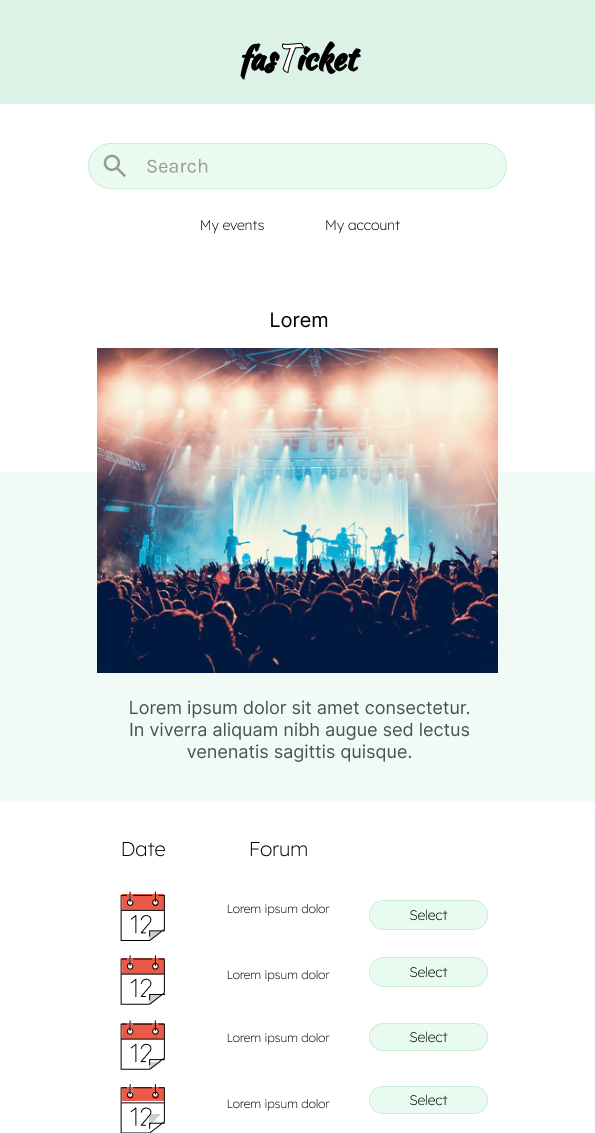 fasTicket
Search
My events My account
Lorem
Lorem ipsum dolor sit amet consectetur.
In viverra aliquam nibh augue sed lectus
venenatis sagittis quisque.
Date Forum
12 Lorem ipsum dolor Select
12 Lorem ipsum dolor Select
12 Lorem ipsum dolor Select
12 Lorem ipsum dolor Select